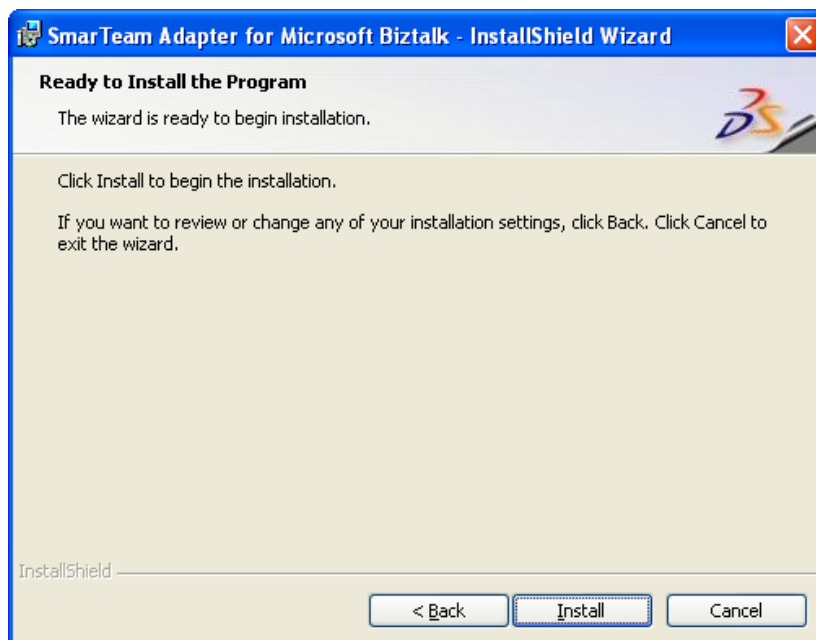 SmarTeam Adapter for Microsoft Biztalk - InstallShield Wizard
Ready to Install the Program
The wizard is ready to begin installation.
Click Install to begin the installation.
If you want to review or change any of your installation settings, click Back. Click Cancel to
exit the wizard.
InstallShield
< Back
Install
Cancel